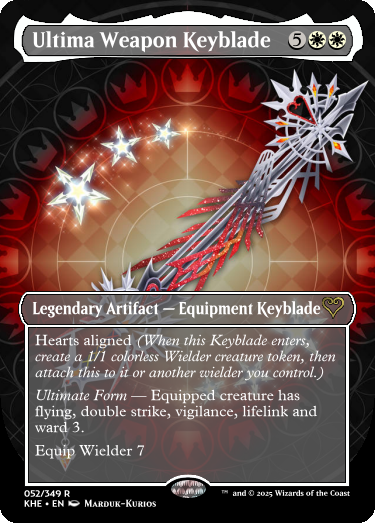 Ultima Weapon Keyblade 5
Legendary Artifact — Equipment Keyblade
Hearts aligned (When this Keyblade enters,
create a 1/1 colorless Wielder creature token, then
attach this to it or another wielder you control.)
Ultimate Form — Equipped creature has
flying, double strike, vigilance, lifelink and
ward 3.
Equip Wielder 7
052/349 R
KHE • EN Marduk-Kurios
™ and © 2025 Wizards of the Coast